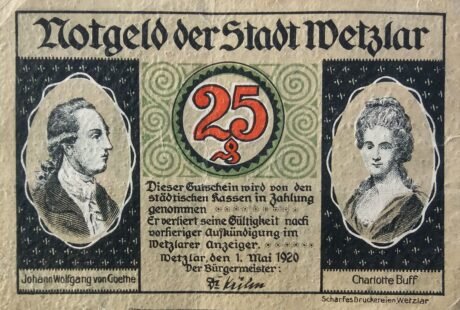 Notgeld der Stadt Wetzlar
25
₰
Dieser Gutschein wird von den
städtischen Kassen in Zahlung
genommen
Er verliert seine Gültigkeit nach
vorheriger Aufkündigung im
Wetzlarer Anzeiger.
Wetzlar, den 1. Mai 1920
Der Bürgermeister:
Johann Wolfgang von Goethe
Charlotte Buff
Scharfes Druckereien Wetzlar